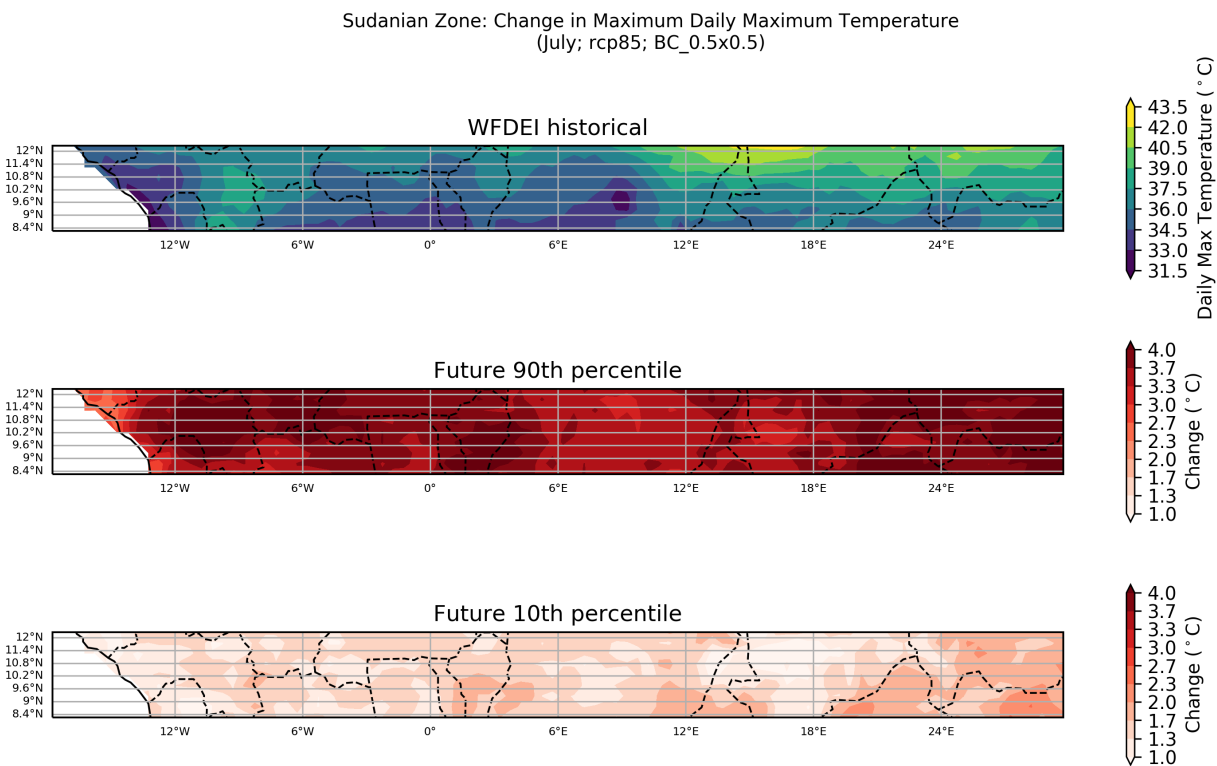 Sudanian Zone: Change in Maximum Daily Maximum Temperature
(July; rcp85; BC_0.5x0.5)
WFDEI historical
12°N
11.4°N
10.8°N
10.2°N
9.6°N
9°N
8.4°N
12°W 6°W 0° 6°E 12°E 18°E 24°E
43.5
42.0
40.5
39.0
37.5
36.0
34.5
33.0
31.5
Daily Max Temperature (°C)
Future 90th percentile
12°N
11.4°N
10.8°N
10.2°N
9.6°N
9°N
8.4°N
12°W 6°W 0° 6°E 12°E 18°E 24°E
4.0
3.7
3.3
3.0
2.7
2.3
2.0
1.7
1.3
1.0
Change (°C)
Future 10th percentile
12°N
11.4°N
10.8°N
10.2°N
9.6°N
9°N
8.4°N
12°W 6°W 0° 6°E 12°E 18°E 24°E
4.0
3.7
3.3
3.0
2.7
2.3
2.0
1.7
1.3
1.0
Change (°C)